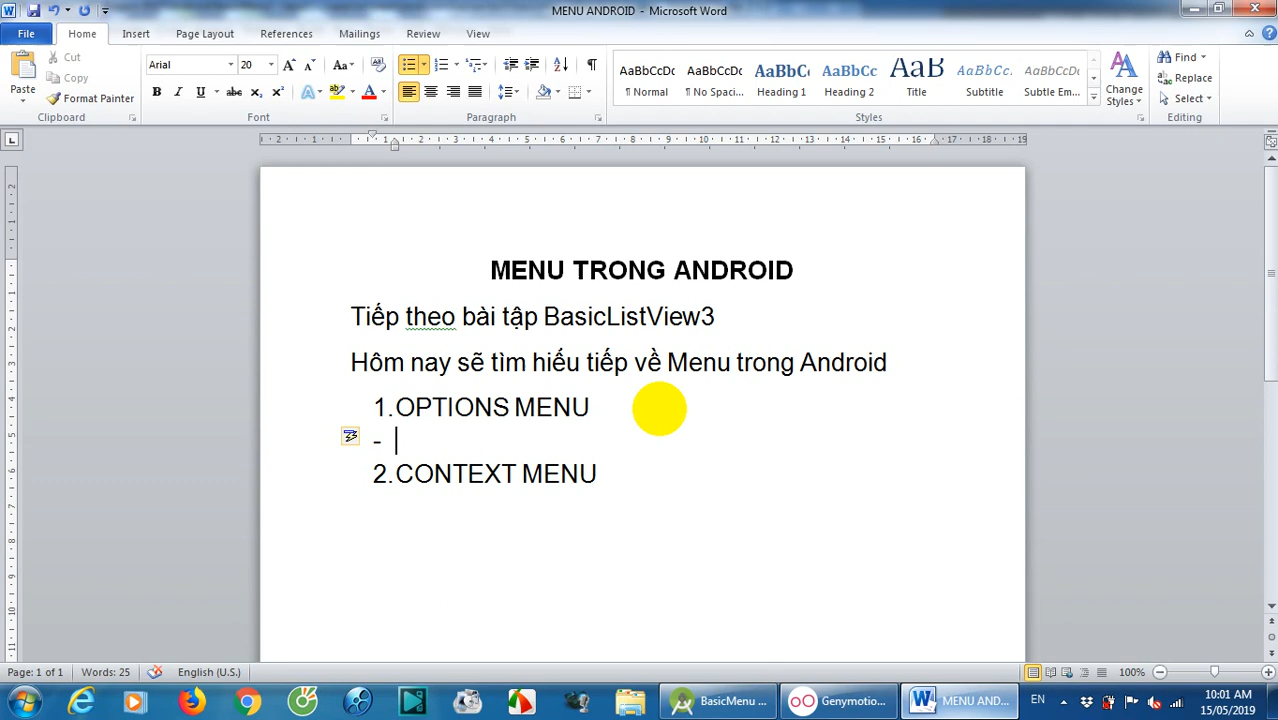 MENU ANDROID - Microsoft Word
File Home Insert Page Layout References Mailings Review View
Cut
Copy
Format Painter
Paste
Clipboard
Arial 20
Font
Paragraph
AaBbCcDc AaBbCcDc AaBbCc AaBbCc AaB AaBbCcL AaBbCcDc
¶ Normal ¶ No Spaci... Heading 1 Heading 2 Title Subtitle Subtle Em...
Change Styles
Styles
Find
Replace
Select
Editing
MENU TRONG ANDROID
Tiếp theo bài tập BasicListView3
Hôm nay sẽ tìm hiếu tiếp về Menu trong Android
1. OPTIONS MENU
-
2. CONTEXT MENU
Page: 1 of 1 Words: 25 English (U.S.) 100%
BasicMenu ... Genymotio... MENU AND... EN 10:01 AM
15/05/2019